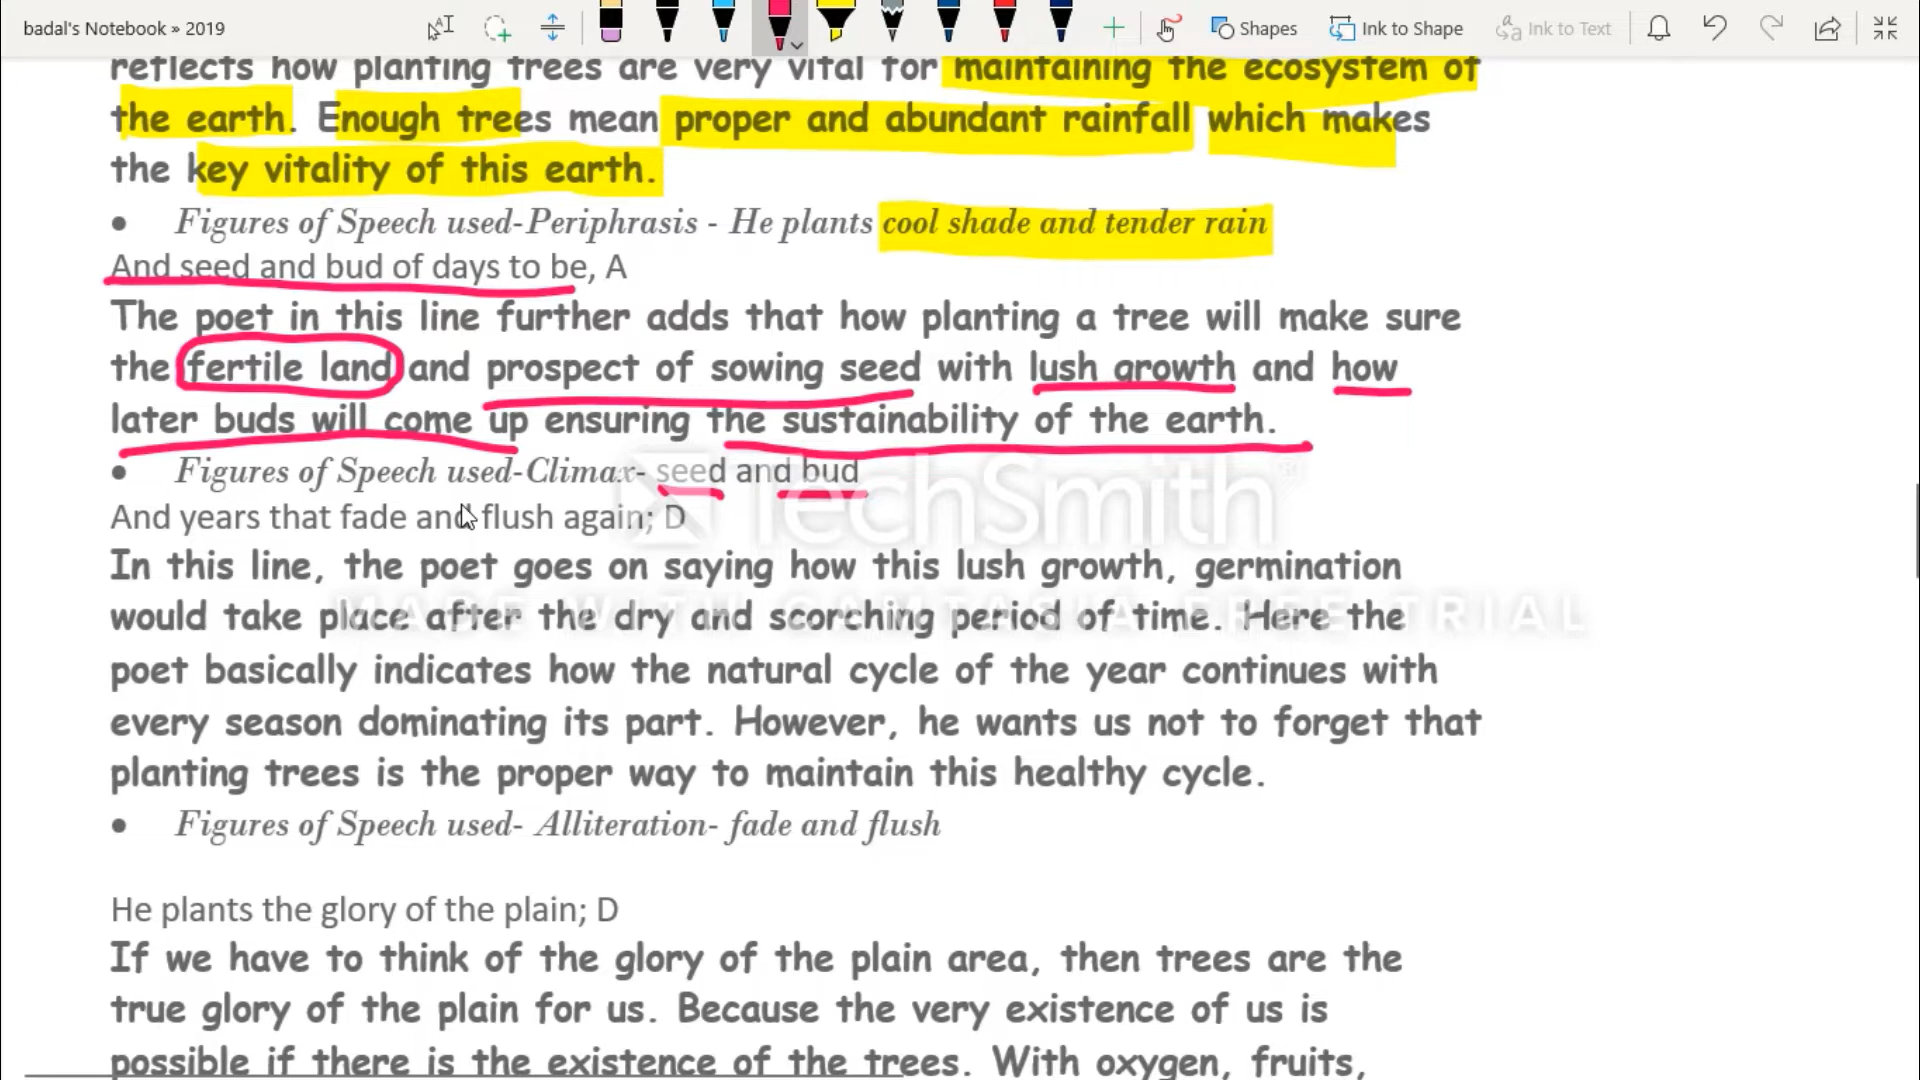 badal's Notebook » 2019
Shapes
Ink to Shape
Ink to Text
reflects how planting trees are very vital for maintaining the ecosystem of
the earth. Enough trees mean proper and abundant rainfall which makes
the key vitality of this earth.
• Figures of Speech used-Periphrasis - He plants cool shade and tender rain
And seed and bud of days to be, A
The poet in this line further adds that how planting a tree will make sure
the fertile land and prospect of sowing seed with lush growth and how
later buds will come up ensuring the sustainability of the earth.
• Figures of Speech used-Climax- seed and bud
And years that fade and flush again; D
TechSmith®
In this line, the poet goes on saying how this lush growth, germination
would take place after the dry and scorching period of time. Here the
MADE WITH CAMTASIA FREE TRIAL
poet basically indicates how the natural cycle of the year continues with
every season dominating its part. However, he wants us not to forget that
planting trees is the proper way to maintain this healthy cycle.
• Figures of Speech used- Alliteration- fade and flush
He plants the glory of the plain; D
If we have to think of the glory of the plain area, then trees are the
true glory of the plain for us. Because the very existence of us is
possible if there is the existence of the trees. With oxygen, fruits,